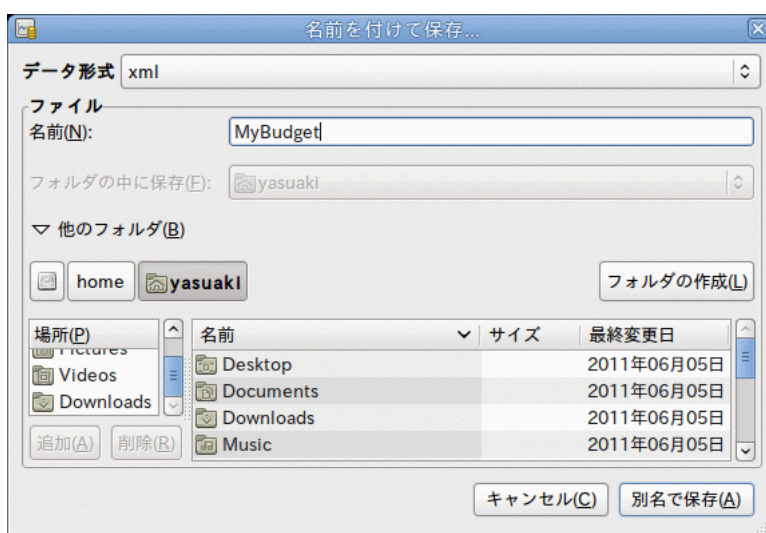 名前を付けて保存...
データ形式 xml
ファイル
名前(N): MyBudget
フォルダの中に保存(F): yasuaki
他のフォルダ(B)
home yasuaki フォルダの作成(L)
場所(P) 名前 サイズ 最終変更日
Pictures
Videos
Downloads
追加(A) 削除(R)
Desktop 2011年06月05日
Documents 2011年06月05日
Downloads 2011年06月05日
Music 2011年06月05日
キャンセル(C) 別名で保存(A)